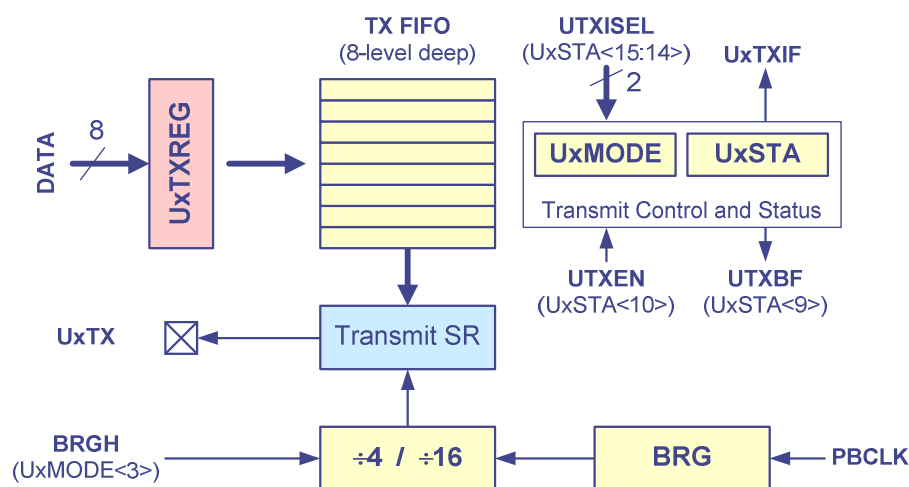 TX FIFO
(8-level deep)
UTXISEL
(UxSTA<15:14>)
UxTXIF
2
DATA
8
UxTXREG
UxMODE
UxSTA
Transmit Control and Status
UTXEN
(UxSTA<10>)
UTXBF
(UxSTA<9>)
UxTX
Transmit SR
BRGH
(UxMODE<3>)
÷4 / ÷16
BRG
PBCLK